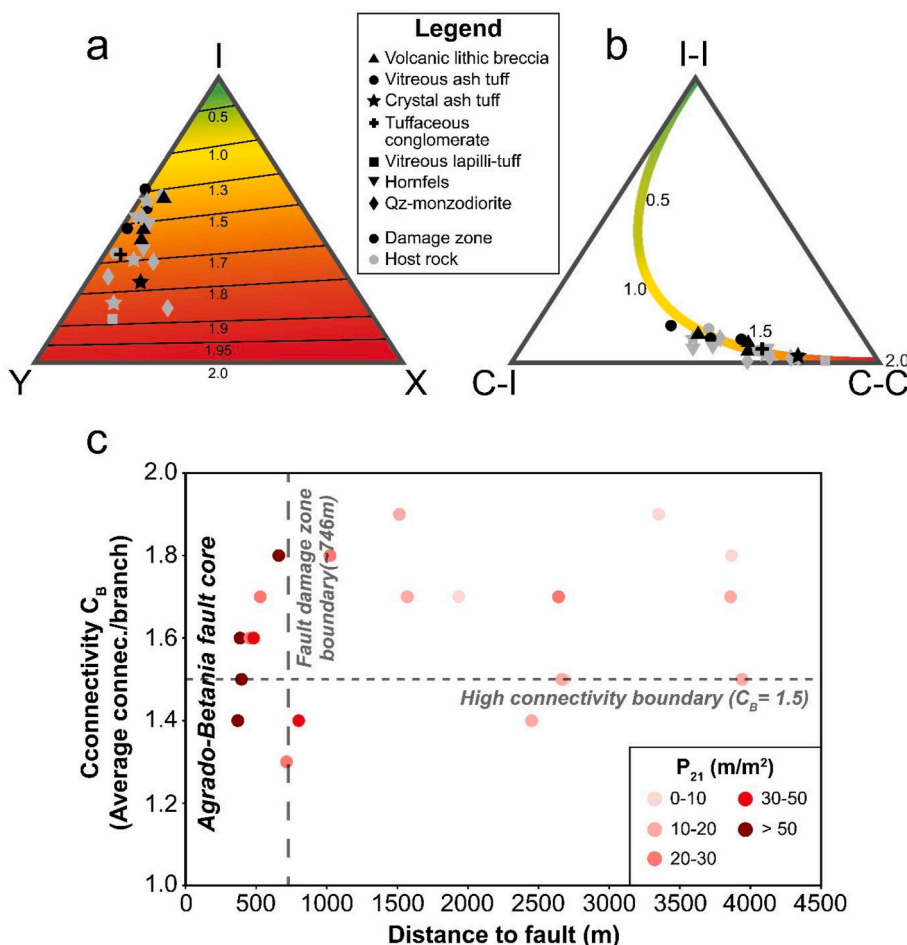 a
I
0.5
1.0
1.3
1.5
1.7
1.8
1.9
1.95
2.0
Y
X
Legend
Volcanic lithic breccia
Vitreous ash tuff
Crystal ash tuff
Tuffaceous
conglomerate
Vitreous lapilli-tuff
Hornfels
Qz-monzodiorite
Damage zone
Host rock
b
I-I
0.5
1.0
1.5
2.0
C-I
C-C
c
Cconnectivity C_B
(Average connec./branch)
2.0
1.8
1.6
1.4
1.2
1.0
Agrado-Betania fault core
Fault damage zone
boundary(~746m)
High connectivity boundary (C_B= 1.5)
P₂₁ (m/m²)
0-10
10-20
20-30
30-50
> 50
0
500
1000
1500
2000
2500
3000
3500
4000
4500
Distance to fault (m)